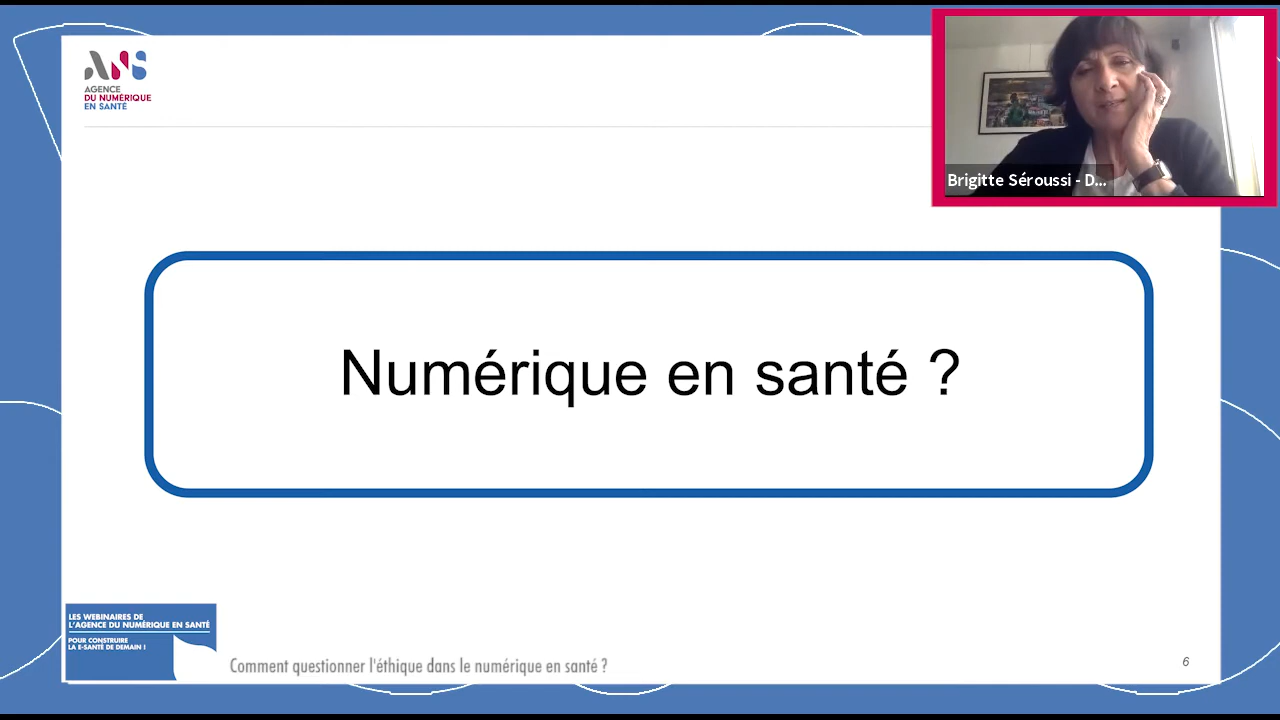 ANS
AGENCE
DU NUMÉRIQUE
EN SANTÉ
Brigitte Séroussi - D...
Numérique en santé ?
LES WEBINAIRES DE
L'AGENCE DU NUMÉRIQUE EN SANTÉ
POUR CONSTRUIRE
LA E-SANTÉ DE DEMAIN !
Comment questionner l'éthique dans le numérique en santé ?
6